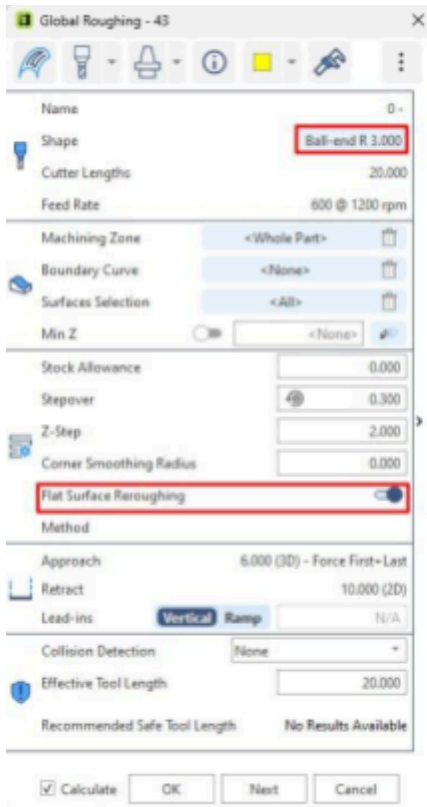 Global Roughing - 43
Name 0 -
Shape Ball-end R 3.000
Cutter Lengths 20.000
Feed Rate 600 @ 1200 rpm
Machining Zone <Whole Part>
Boundary Curve <None>
Surfaces Selection <All>
Min Z <None>
Stock Allowance 0.000
Stepover 0.300
Z-Step 2.000
Corner Smoothing Radius 0.000
Flat Surface Reroughing
Method
Approach 6.000 (3D) - Force First+Last
Retract 10.000 (2D)
Lead-ins Vertical Ramp N/A
Collision Detection None
Effective Tool Length 20.000
Recommended Safe Tool Length No Results Available
Calculate OK Next Cancel